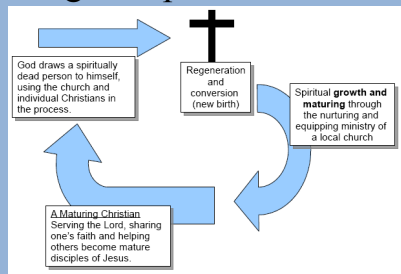 God draws a spiritually
dead person to himself,
using the church and
individual Christians in
the process.
Regeneration
and
conversion
(new birth)
Spiritual growth and
maturing through
the nurturing and
equipping ministry of
a local church
A Maturing Christian
Serving the Lord, sharing
one's faith and helping
others become mature
disciples of Jesus.